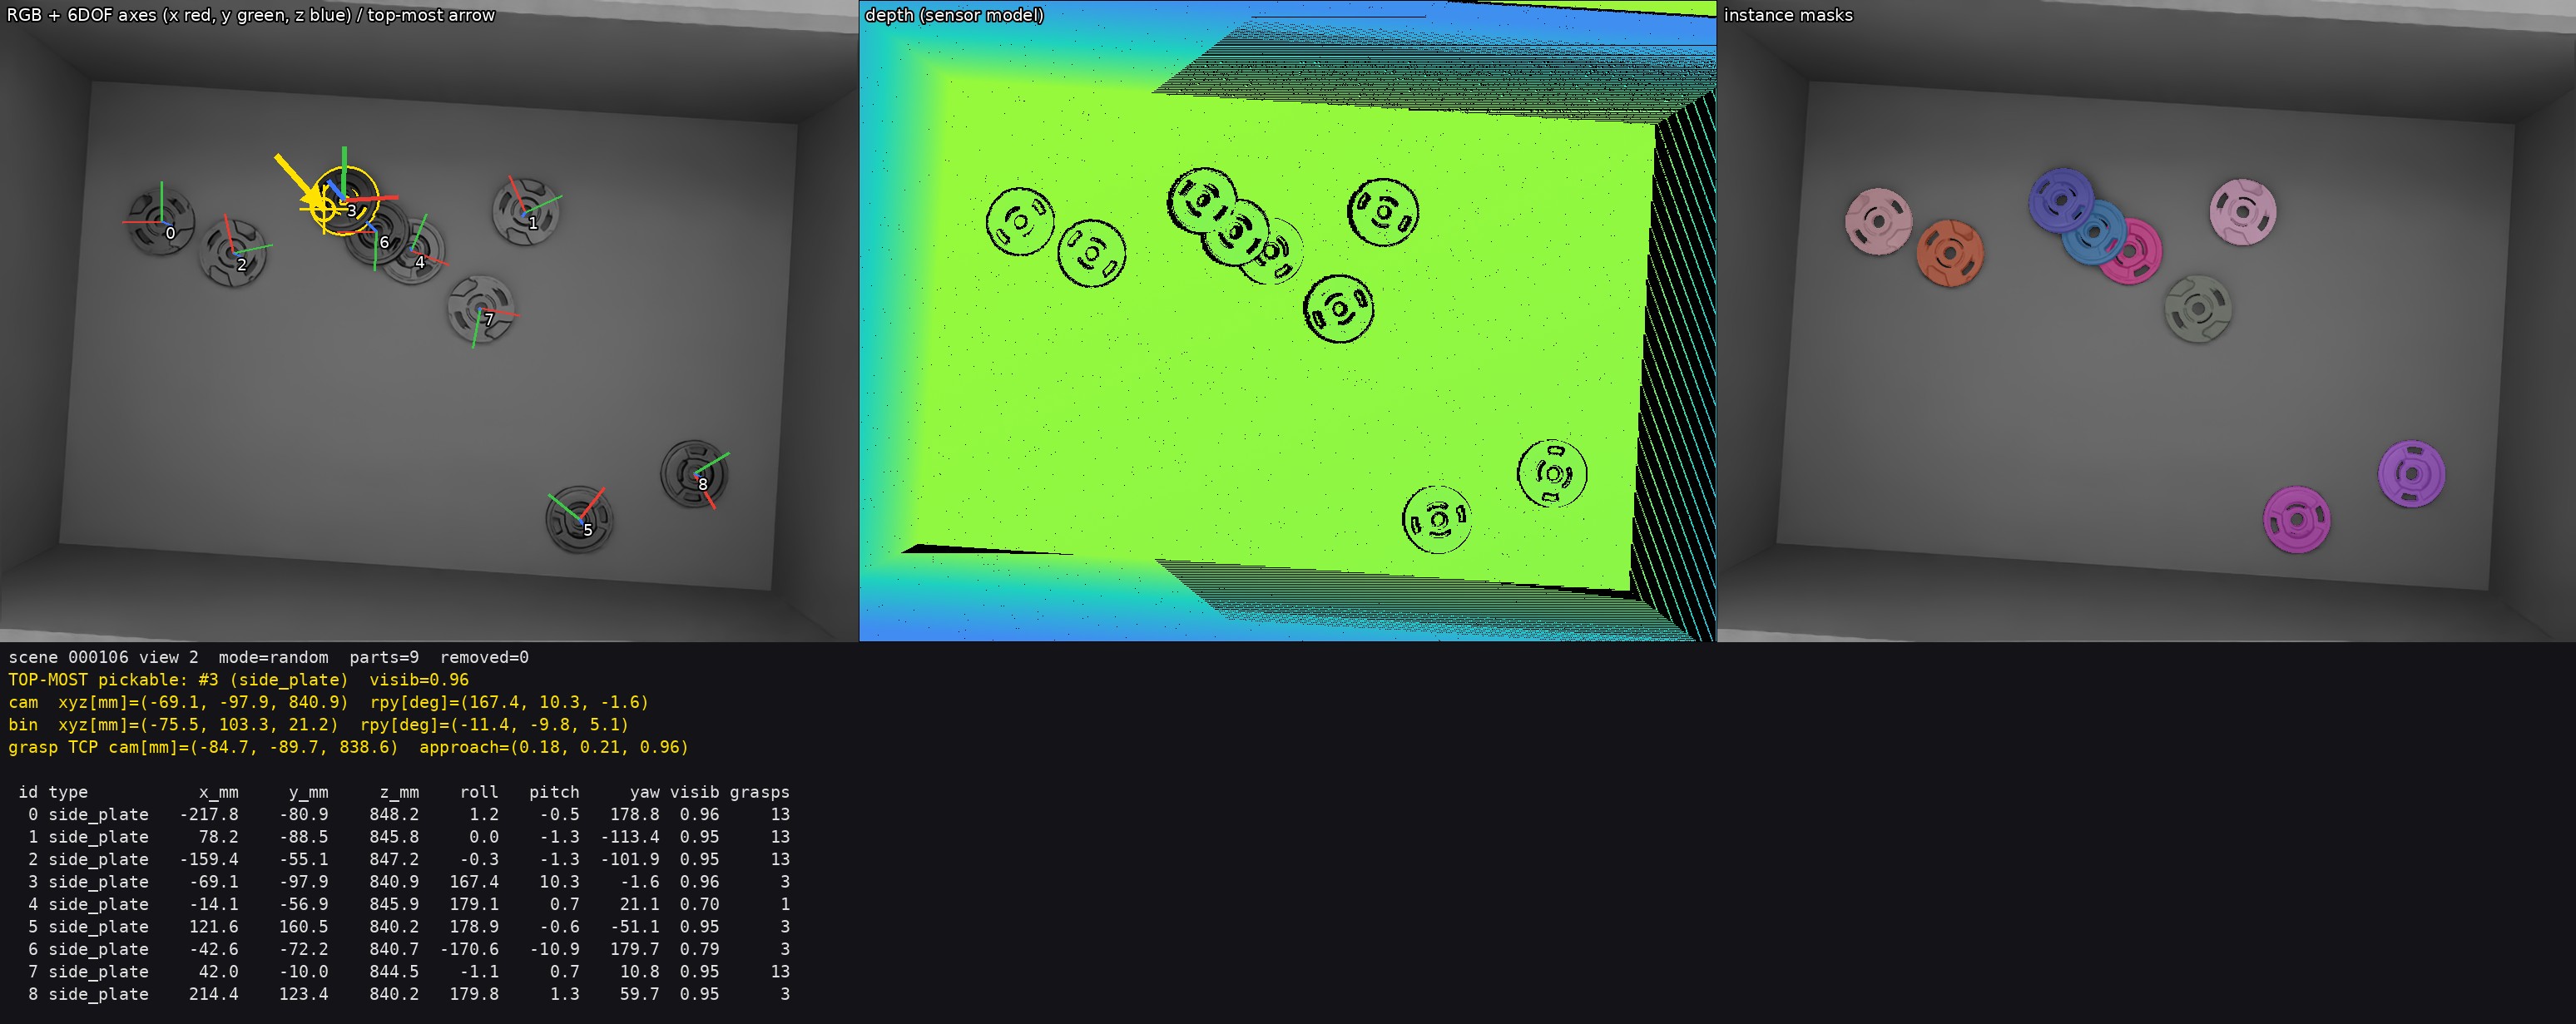 RGB + 6DOF axes (x red, y green, z blue) / top-most arrow
depth (sensor model)
instance masks
0
1
2
3
4
5
6
7
8
scene 000106 view 2  mode=random  parts=9  removed=0
TOP-MOST pickable: #3 (side_plate)  visib=0.96
cam  xyz[mm]=(-69.1, -97.9, 840.9)  rpy[deg]=(167.4, 10.3, -1.6)
bin  xyz[mm]=(-75.5, 103.3, 21.2)  rpy[deg]=(-11.4, -9.8, 5.1)
grasp TCP cam[mm]=(-84.7, -89.7, 838.6)  approach=(0.18, 0.21, 0.96)
id type x_mm y_mm z_mm roll pitch yaw visib grasps
0 side_plate -217.8 -80.9 848.2 1.2 -0.5 178.8 0.96 13
1 side_plate 78.2 -88.5 845.8 0.0 -1.3 -113.4 0.95 13
2 side_plate -159.4 -55.1 847.2 -0.3 -1.3 -101.9 0.95 13
3 side_plate -69.1 -97.9 840.9 167.4 10.3 -1.6 0.96 3
4 side_plate -14.1 -56.9 845.9 179.1 0.7 21.1 0.70 1
5 side_plate 121.6 160.5 840.2 178.9 -0.6 -51.1 0.95 3
6 side_plate -42.6 -72.2 840.7 -170.6 -10.9 179.7 0.79 3
7 side_plate 42.0 -10.0 844.5 -1.1 0.7 10.8 0.95 13
8 side_plate 214.4 123.4 840.2 179.8 1.3 59.7 0.95 3